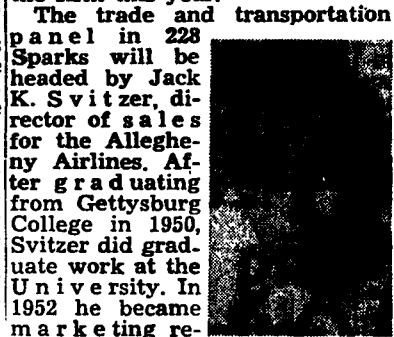 The trade and transportation
panel in 228
Sparks will be
headed by Jack
K. Svitzer, di-
rector of sales
for the Alleghe-
ny Airlines. Af-
ter graduating
from Gettysburg
College in 1950,
Svitzer did grad-
uate work at the
University. In
1952 he became
marketing re-